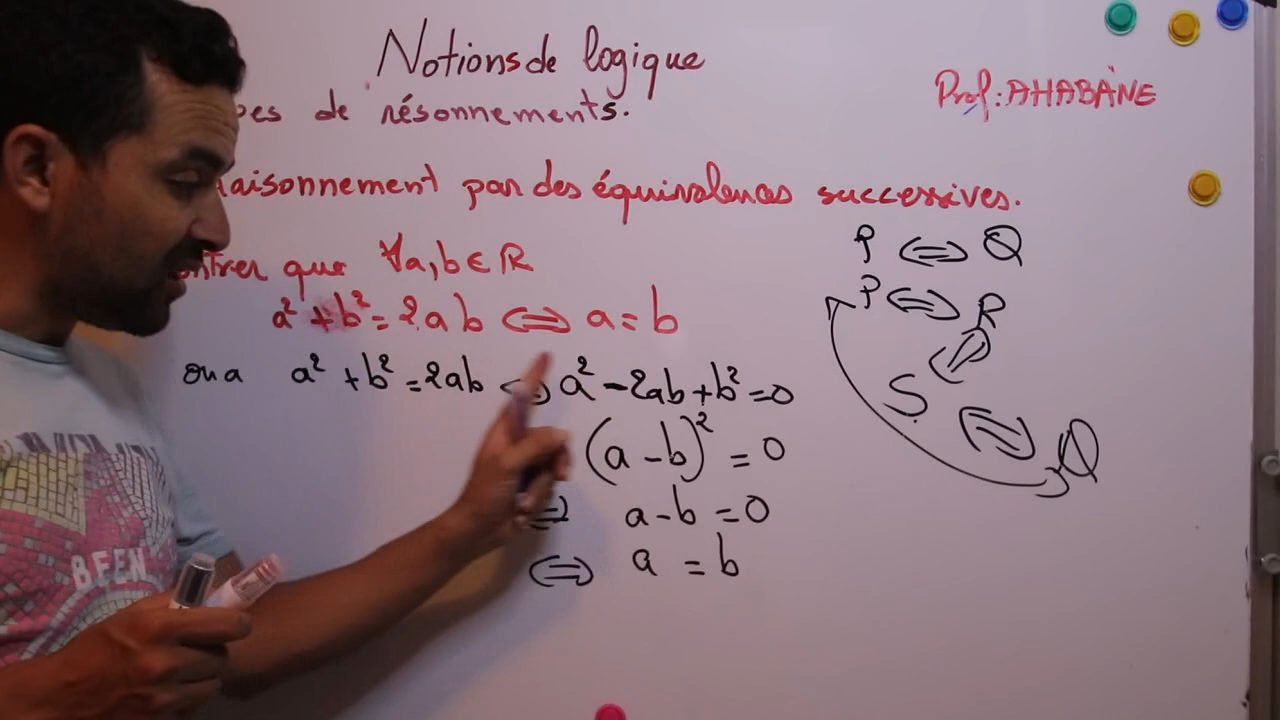 Notions de logique
Prof: AHABANE
de résonnements.
raisonnement par des équivalences successives.
ontrer que ∀a,b∈R
a² + b² = 2ab ⇔ a = b
P ⇔ Q
P ⇔ R
⇔
S ⇔ Q
on a a² + b² = 2ab ⇔ a² - 2ab + b² = 0
(a - b)² = 0
⇔ a - b = 0
⇔ a = b
BEEN